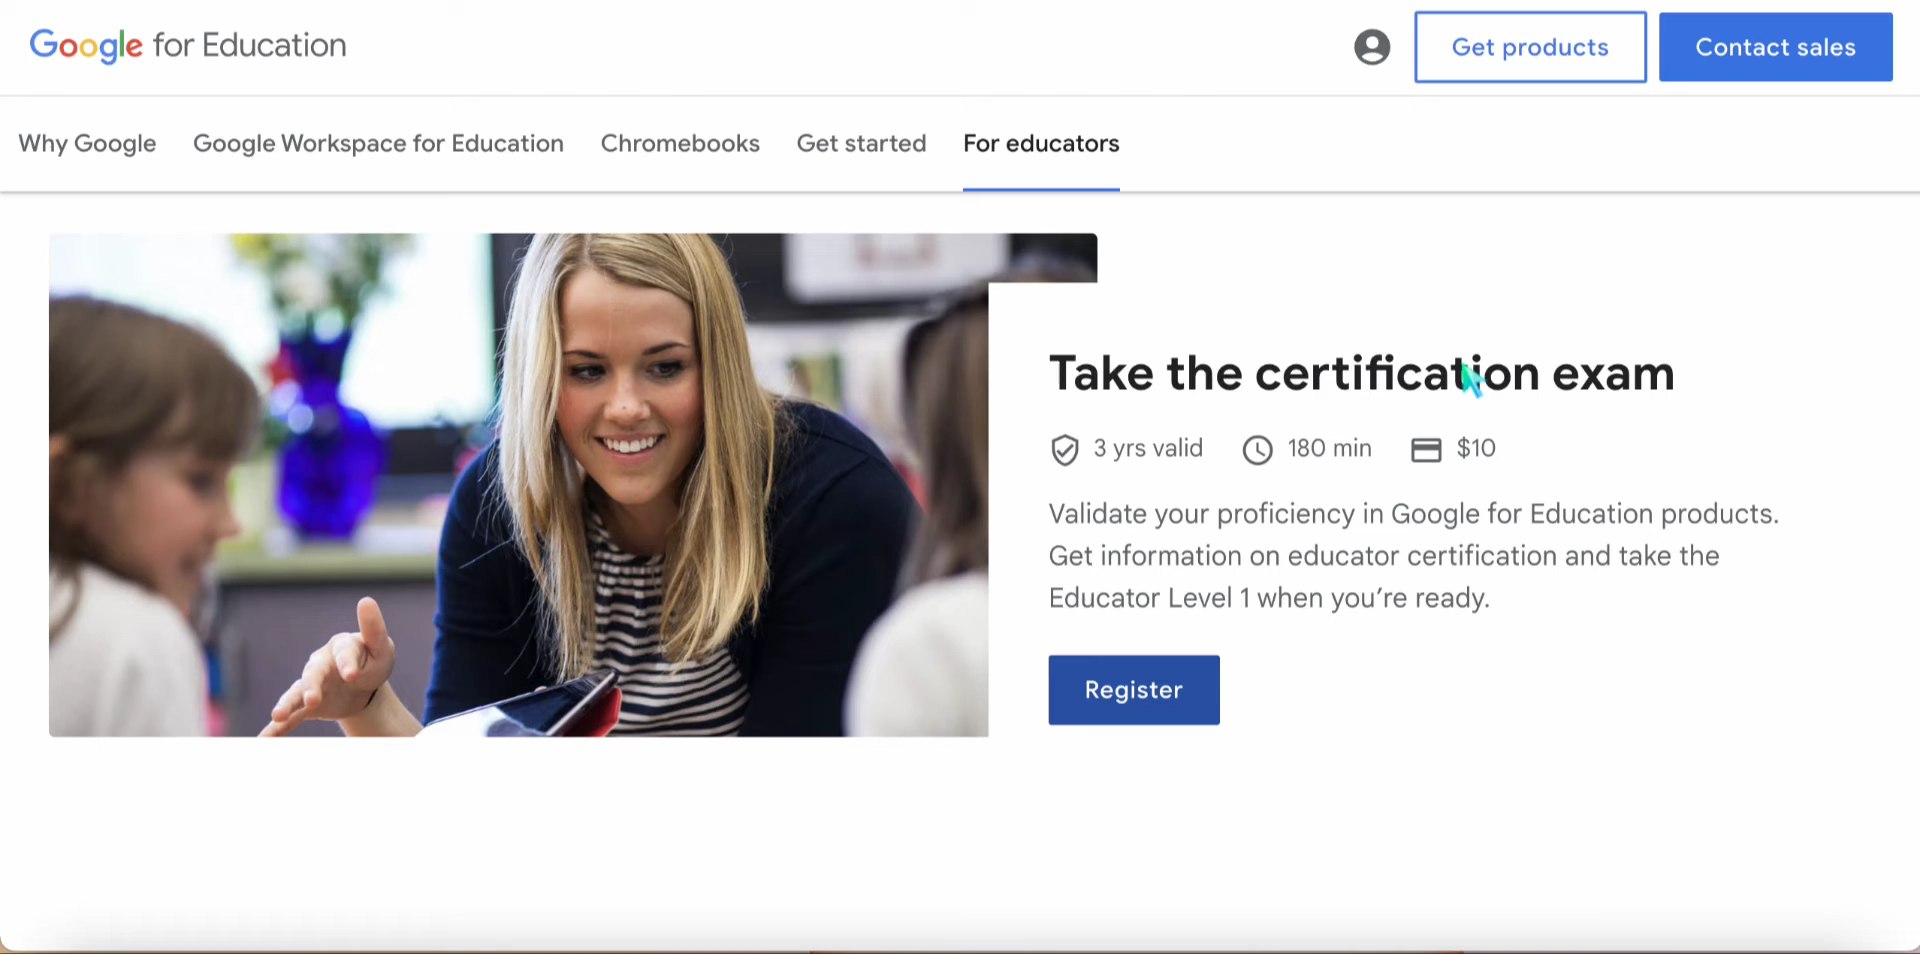 Google for Education
Get products
Contact sales
Why Google
Google Workspace for Education
Chromebooks
Get started
For educators
Take the certification exam
3 yrs valid
180 min
$10
Validate your proficiency in Google for Education products.
Get information on educator certification and take the
Educator Level 1 when you’re ready.
Register